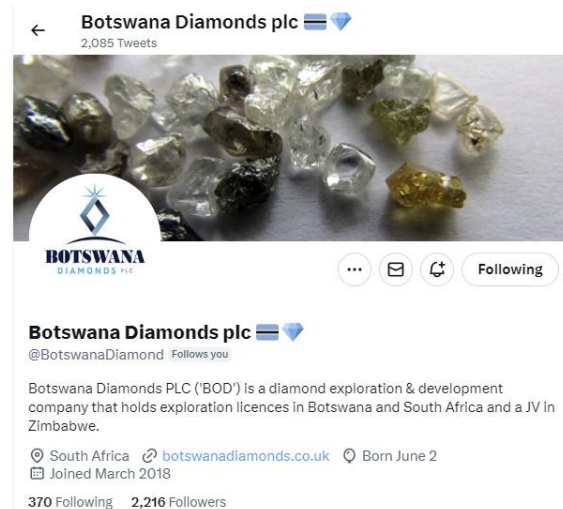 Botswana Diamonds plc
2,085 Tweets
BOTSWANA
DIAMONDS PLC
Following
Botswana Diamonds plc
@BotswanaDiamond Follows you
Botswana Diamonds PLC ('BOD') is a diamond exploration & development
company that holds exploration licences in Botswana and South Africa and a JV in
Zimbabwe.
South Africa botswanadiamonds.co.uk Born June 2
Joined March 2018
370 Following 2,216 Followers